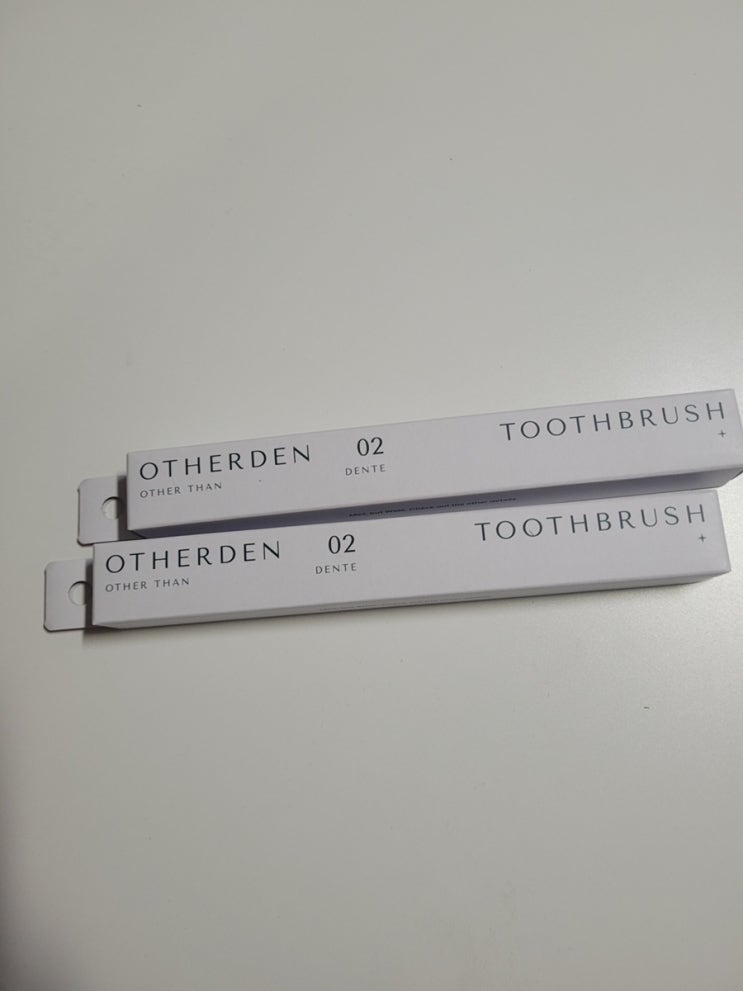 OTHERDEN
OTHER THAN
02
DENTE
TOOTHBRUSH
+
OTHERDEN
OTHER THAN
02
DENTE
TOOTHBRUSH
+